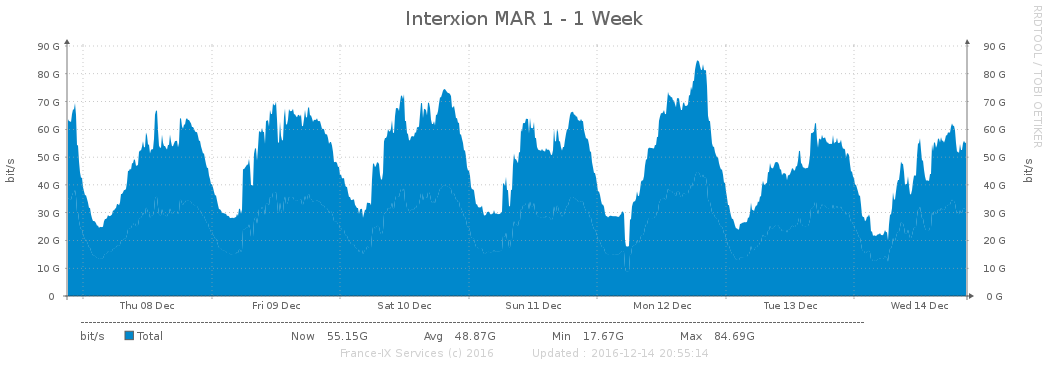 Interxion MAR 1 - 1 Week
RRDTOOL / TOBI OETIKER
90 G 90 G
80 G 80 G
70 G 70 G
60 G 60 G
50 G 50 G
40 G 40 G
30 G 30 G
20 G 20 G
10 G 10 G
0 0 G
bit/s bit/s
Thu 08 Dec Fri 09 Dec Sat 10 Dec Sun 11 Dec Mon 12 Dec Tue 13 Dec Wed 14 Dec
bit/s Total Now 55.15G Avg 48.87G Min 17.67G Max 84.69G
France-IX Services (c) 2016 Updated : 2016-12-14 20:55:14